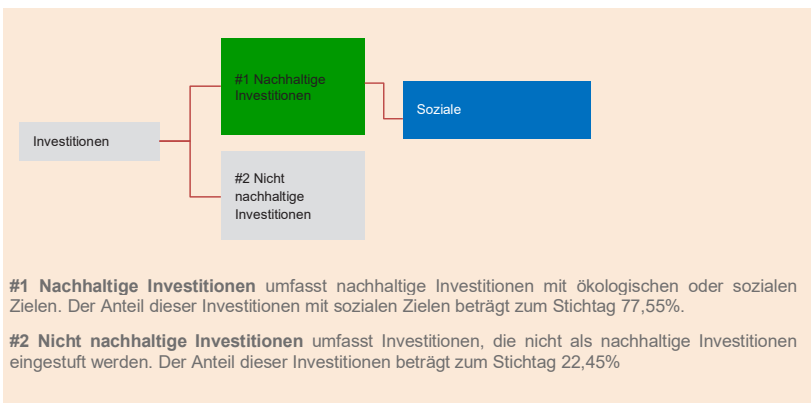 #1 Nachhaltige
Investitionen
Soziale
Investitionen
#2 Nicht
nachhaltige
Investitionen
#1 Nachhaltige Investitionen umfasst nachhaltige Investitionen mit ökologischen oder sozialen
Zielen. Der Anteil dieser Investitionen mit sozialen Zielen beträgt zum Stichtag 77,55%.
#2 Nicht nachhaltige Investitionen umfasst Investitionen, die nicht als nachhaltige Investitionen
eingestuft werden. Der Anteil dieser Investitionen beträgt zum Stichtag 22,45%